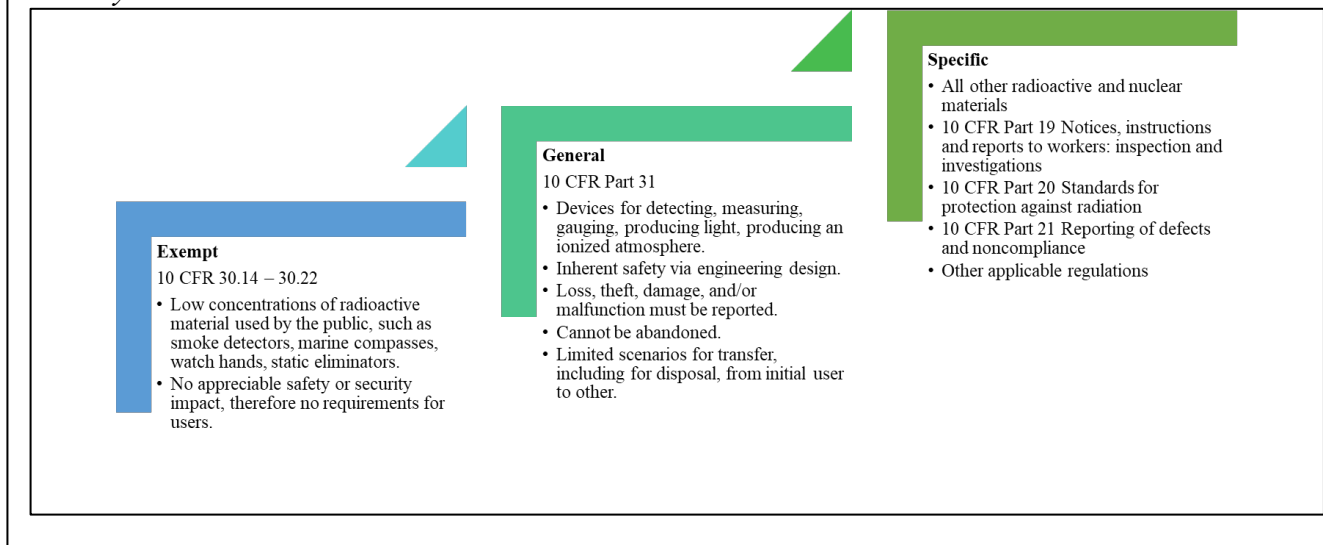 Exempt
10 CFR 30.14 – 30.22
• Low concentrations of radioactive
material used by the public, such as
smoke detectors, marine compasses,
watch hands, static eliminators.
• No appreciable safety or security
impact, therefore no requirements for
users.
General
10 CFR Part 31
• Devices for detecting, measuring,
gauging, producing light, producing an
ionized atmosphere.
• Inherent safety via engineering design.
• Loss, theft, damage, and/or
malfunction must be reported.
• Cannot be abandoned.
• Limited scenarios for transfer,
including for disposal, from initial user
to other.
Specific
• All other radioactive and nuclear
materials
• 10 CFR Part 19 Notices, instructions
and reports to workers: inspection and
investigations
• 10 CFR Part 20 Standards for
protection against radiation
• 10 CFR Part 21 Reporting of defects
and noncompliance
• Other applicable regulations